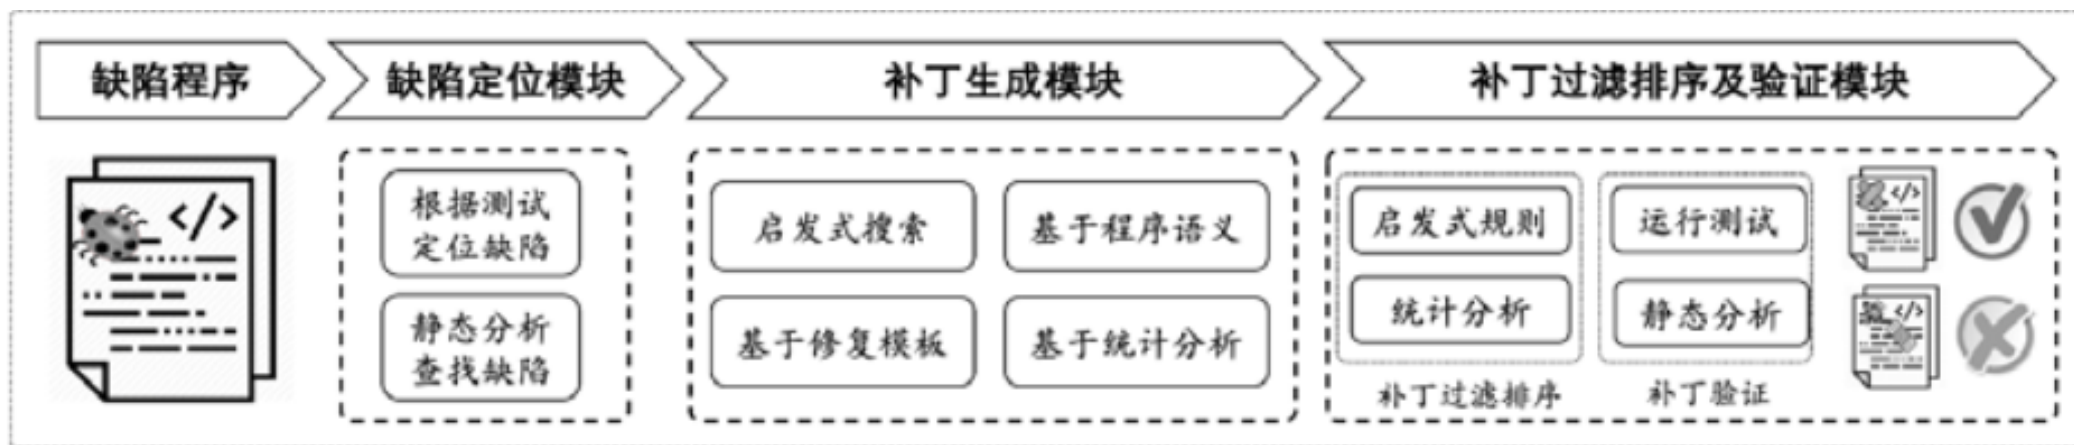 缺陷程序
缺陷定位模块
补丁生成模块
补丁过滤排序及验证模块
</>
根据测试
定位缺陷
静态分析
查找缺陷
启发式搜索
基于程序语义
基于修复模板
基于统计分析
启发式规则
统计分析
补丁过滤排序
运行测试
静态分析
补丁验证
</>
</>